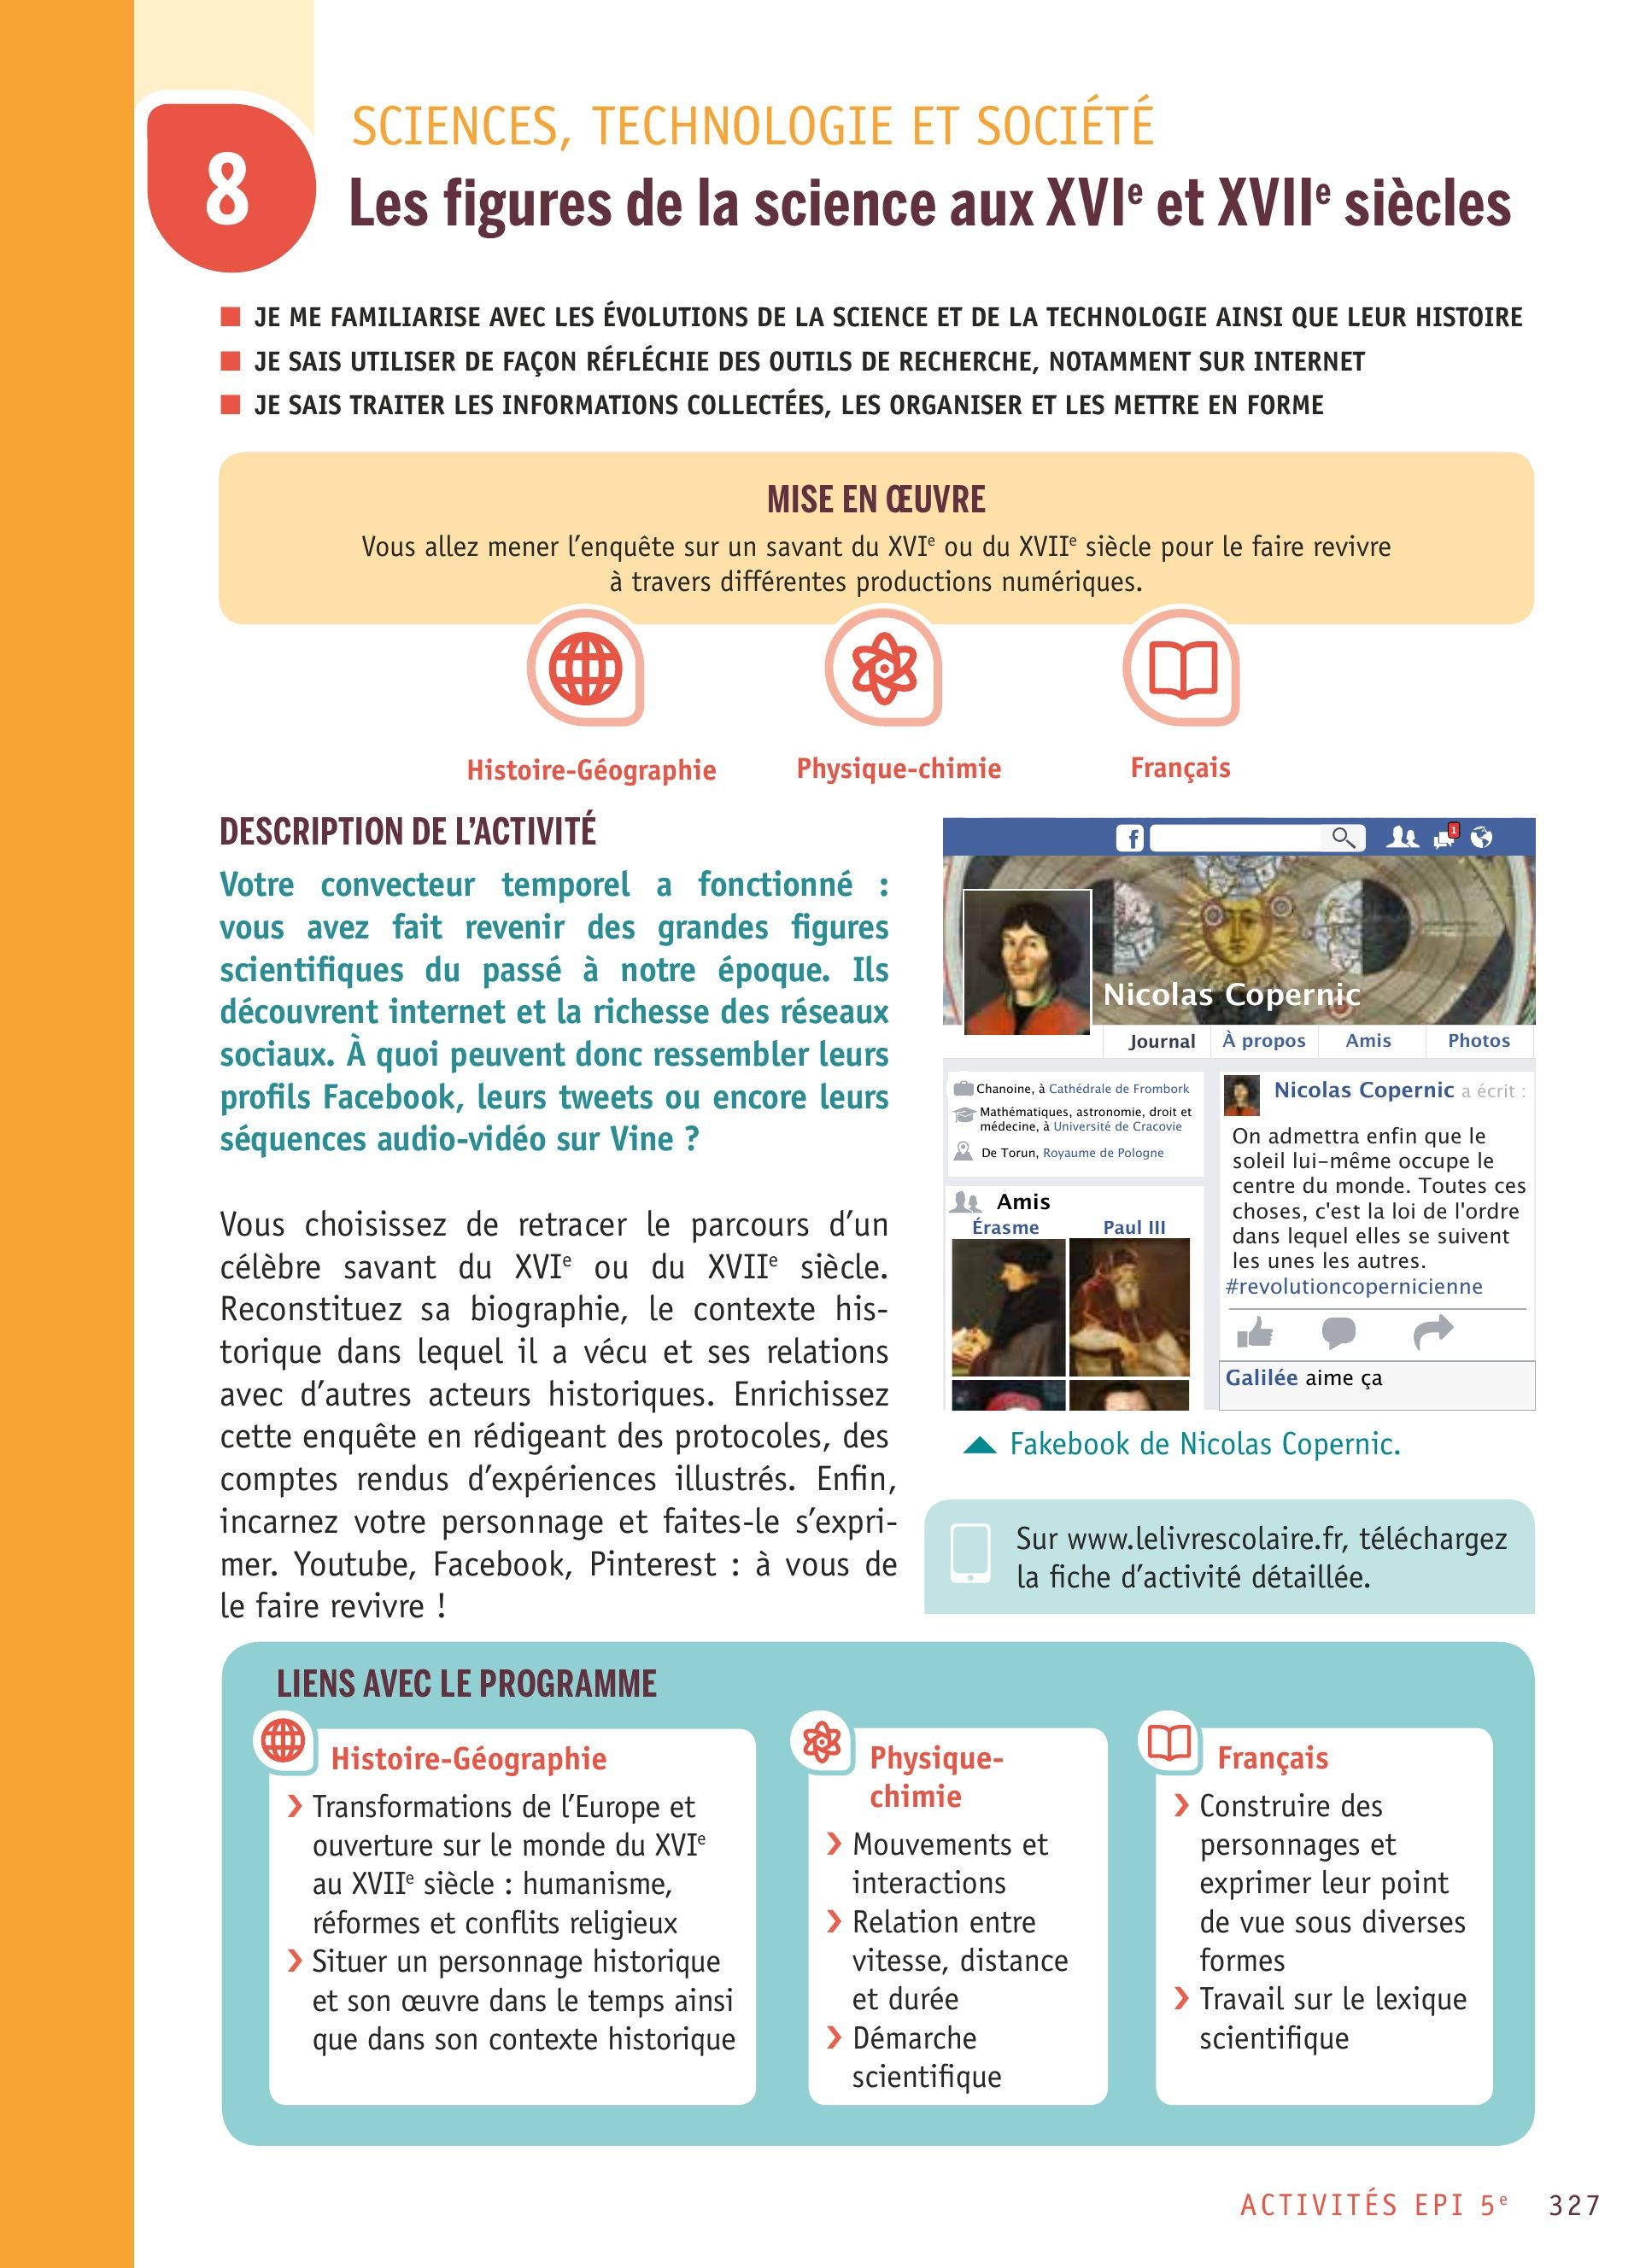 8
SCIENCES, TECHNOLOGIE ET SOCIÉTÉ
Les figures de la science aux XVIe et XVIIe siècles
JE ME FAMILIARISE AVEC LES ÉVOLUTIONS DE LA SCIENCE ET DE LA TECHNOLOGIE AINSI QUE LEUR HISTOIRE
JE SAIS UTILISER DE FAÇON RÉFLÉCHIE DES OUTILS DE RECHERCHE, NOTAMMENT SUR INTERNET
JE SAIS TRAITER LES INFORMATIONS COLLECTÉES, LES ORGANISER ET LES METTRE EN FORME
MISE EN ŒUVRE
Vous allez mener l'enquête sur un savant du XVIe ou du XVIIe siècle pour le faire revivre
à travers différentes productions numériques.
Histoire-Géographie
Physique-chimie
Français
DESCRIPTION DE L'ACTIVITÉ
Votre convecteur temporel a fonctionné :
vous avez fait revenir des grandes figures
scientifiques du passé à notre époque. Ils
découvrent internet et la richesse des réseaux
sociaux. À quoi peuvent donc ressembler leurs
profils Facebook, leurs tweets ou encore leurs
séquences audio-vidéo sur Vine ?
Vous choisissez de retracer le parcours d'un
célèbre savant du XVIe ou du XVIIe siècle.
Reconstituez sa biographie, le contexte his-
torique dans lequel il a vécu et ses relations
avec d'autres acteurs historiques. Enrichissez
cette enquête en rédigeant des protocoles, des
comptes rendus d'expériences illustrés. Enfin,
incarnez votre personnage et faites-le s'expri-
mer. Youtube, Facebook, Pinterest : à vous de
le faire revivre !
f
1
Nicolas Copernic
Journal
À propos
Amis
Photos
Chanoine, à Cathédrale de Frombork
Mathématiques, astronomie, droit et
médecine, à Université de Cracovie
De Torun, Royaume de Pologne
Amis
Érasme
Paul III
Nicolas Copernic a écrit :
On admettra enfin que le
soleil lui-même occupe le
centre du monde. Toutes ces
choses, c'est la loi de l'ordre
dans lequel elles se suivent
les unes les autres.
#revolutioncopernicienne
Galilée aime ça
Fakebook de Nicolas Copernic.
Sur www.lelivrescolaire.fr, téléchargez
la fiche d'activité détaillée.
LIENS AVEC LE PROGRAMME
Histoire-Géographie
Transformations de l'Europe et
ouverture sur le monde du XVIe
au XVIIe siècle : humanisme,
réformes et conflits religieux
Situer un personnage historique
et son œuvre dans le temps ainsi
que dans son contexte historique
Physique-
chimie
Mouvements et
interactions
Relation entre
vitesse, distance
et durée
Démarche
scientifique
Français
Construire des
personnages et
exprimer leur point
de vue sous diverses
formes
Travail sur le lexique
scientifique
ACTIVITÉS EPI 5e 327